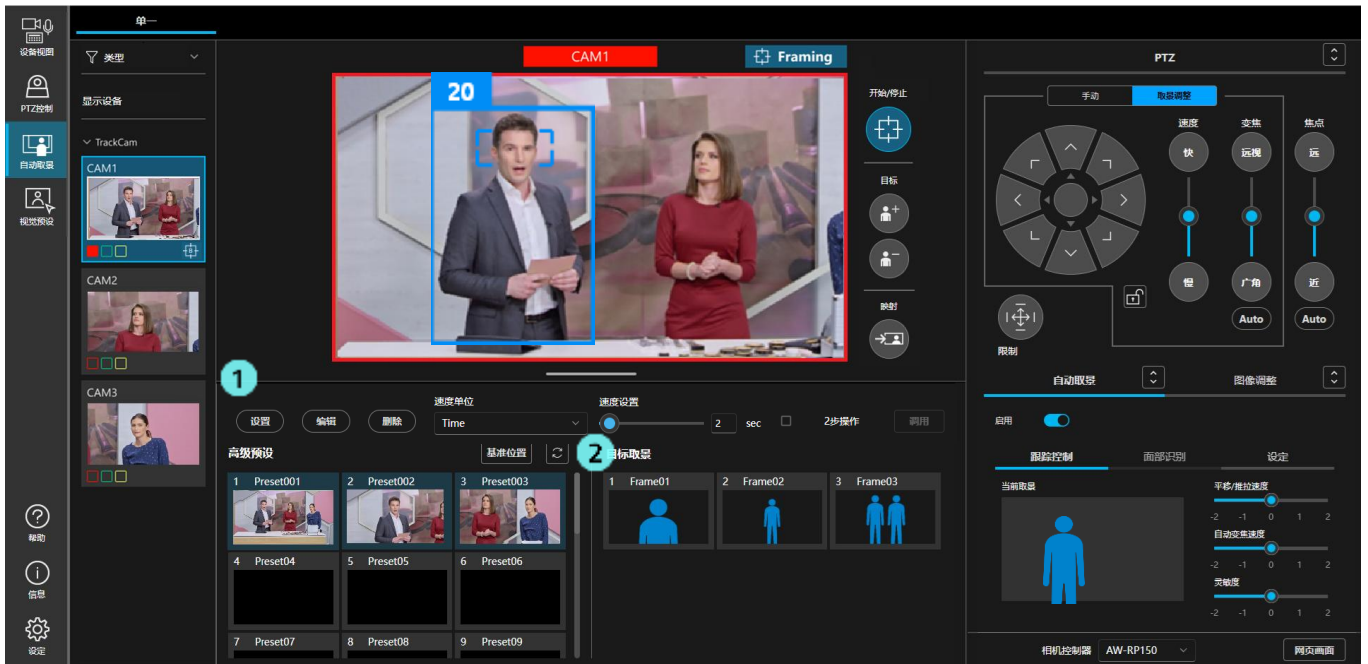 设备视图
PTZ控制
自动取景
视觉预设
帮助
信息
设定
单一
类型
显示设备
TrackCam
CAM1
CAM2
CAM3
CAM1
Framing
20
开始/停止
目标
映射
1
设置
编辑
删除
速度单位
Time
速度设置
2
sec
2步操作
调用
高级预设
基准位置
2
目标取景
1 Preset001
2 Preset002
3 Preset003
4 Preset04
5 Preset05
6 Preset06
7 Preset07
8 Preset08
9 Preset09
1 Frame01
2 Frame02
3 Frame03
PTZ
手动
取景调整
速度
变焦
焦点
快
远摄
远
慢
广角
近
Auto
Auto
限制
自动取景
图像调整
启用
跟踪控制
面部识别
设定
当前取景
平移/推拉速度
-2 -1 0 1 2
自动变焦速度
-2 -1 0 1 2
灵敏度
-2 -1 0 1 2
相机控制器
AW-RP150
网页画面